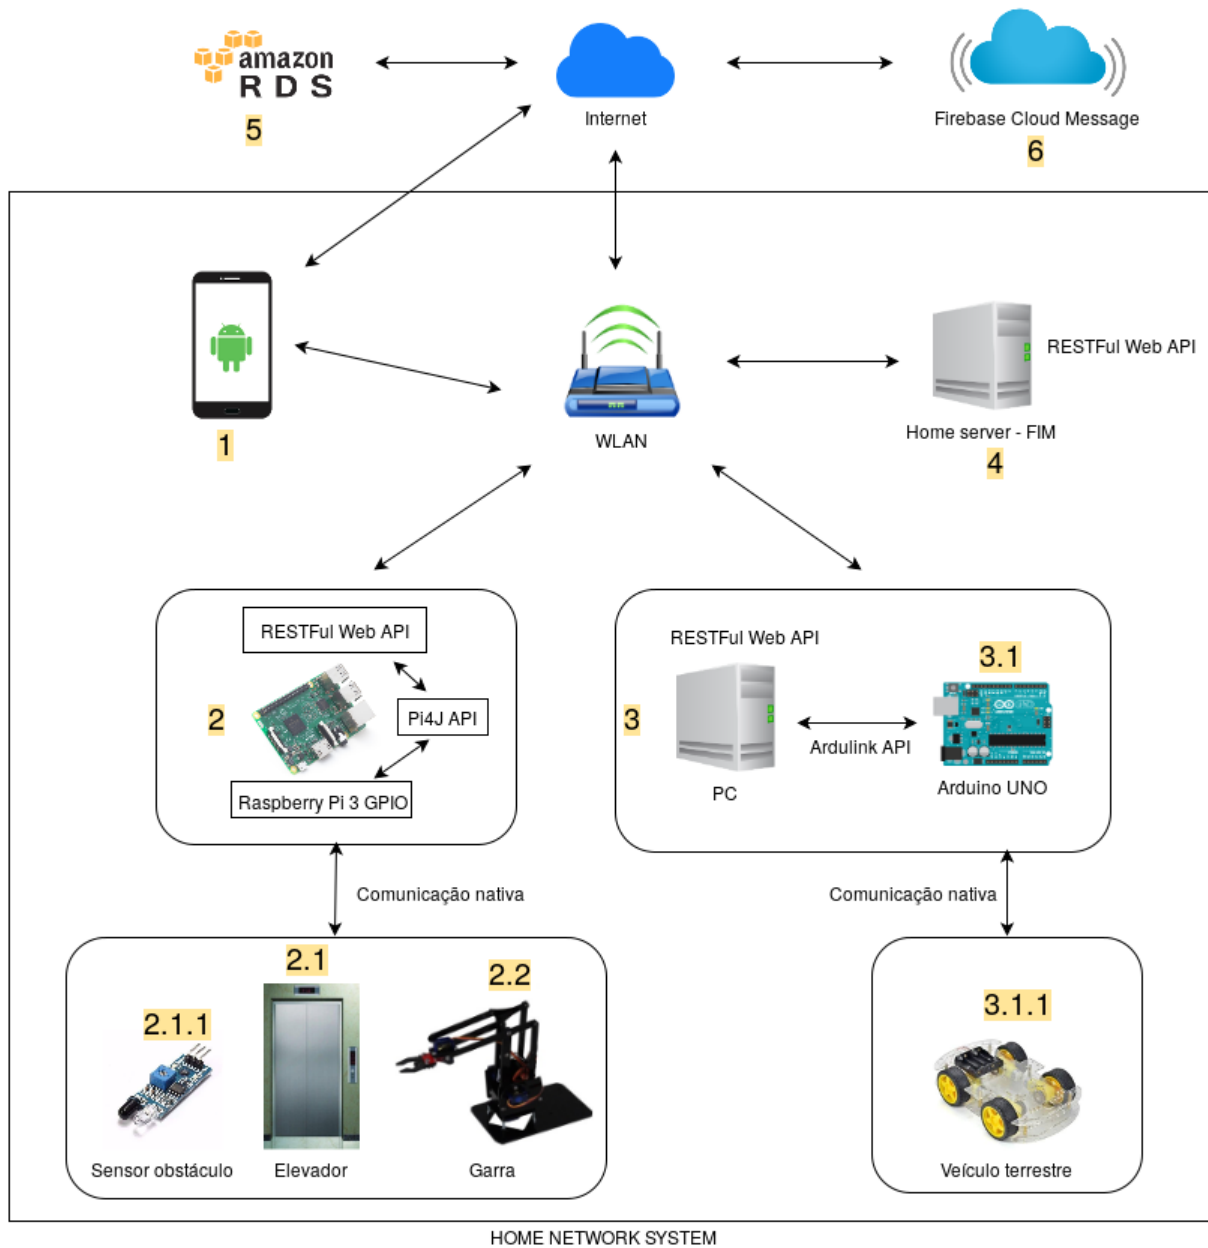 amazon
RDS
5
Internet
Firebase Cloud Message
6
1
WLAN
RESTFul Web API
Home server - FIM
4
RESTFul Web API
2
Pi4J API
Raspberry Pi 3 GPIO
RESTFul Web API
3
PC
Ardulink API
3.1
Arduino UNO
Comunicação nativa
Comunicação nativa
2.1.1
Sensor obstáculo
2.1
Elevador
2.2
Garra
3.1.1
Veículo terrestre
HOME NETWORK SYSTEM